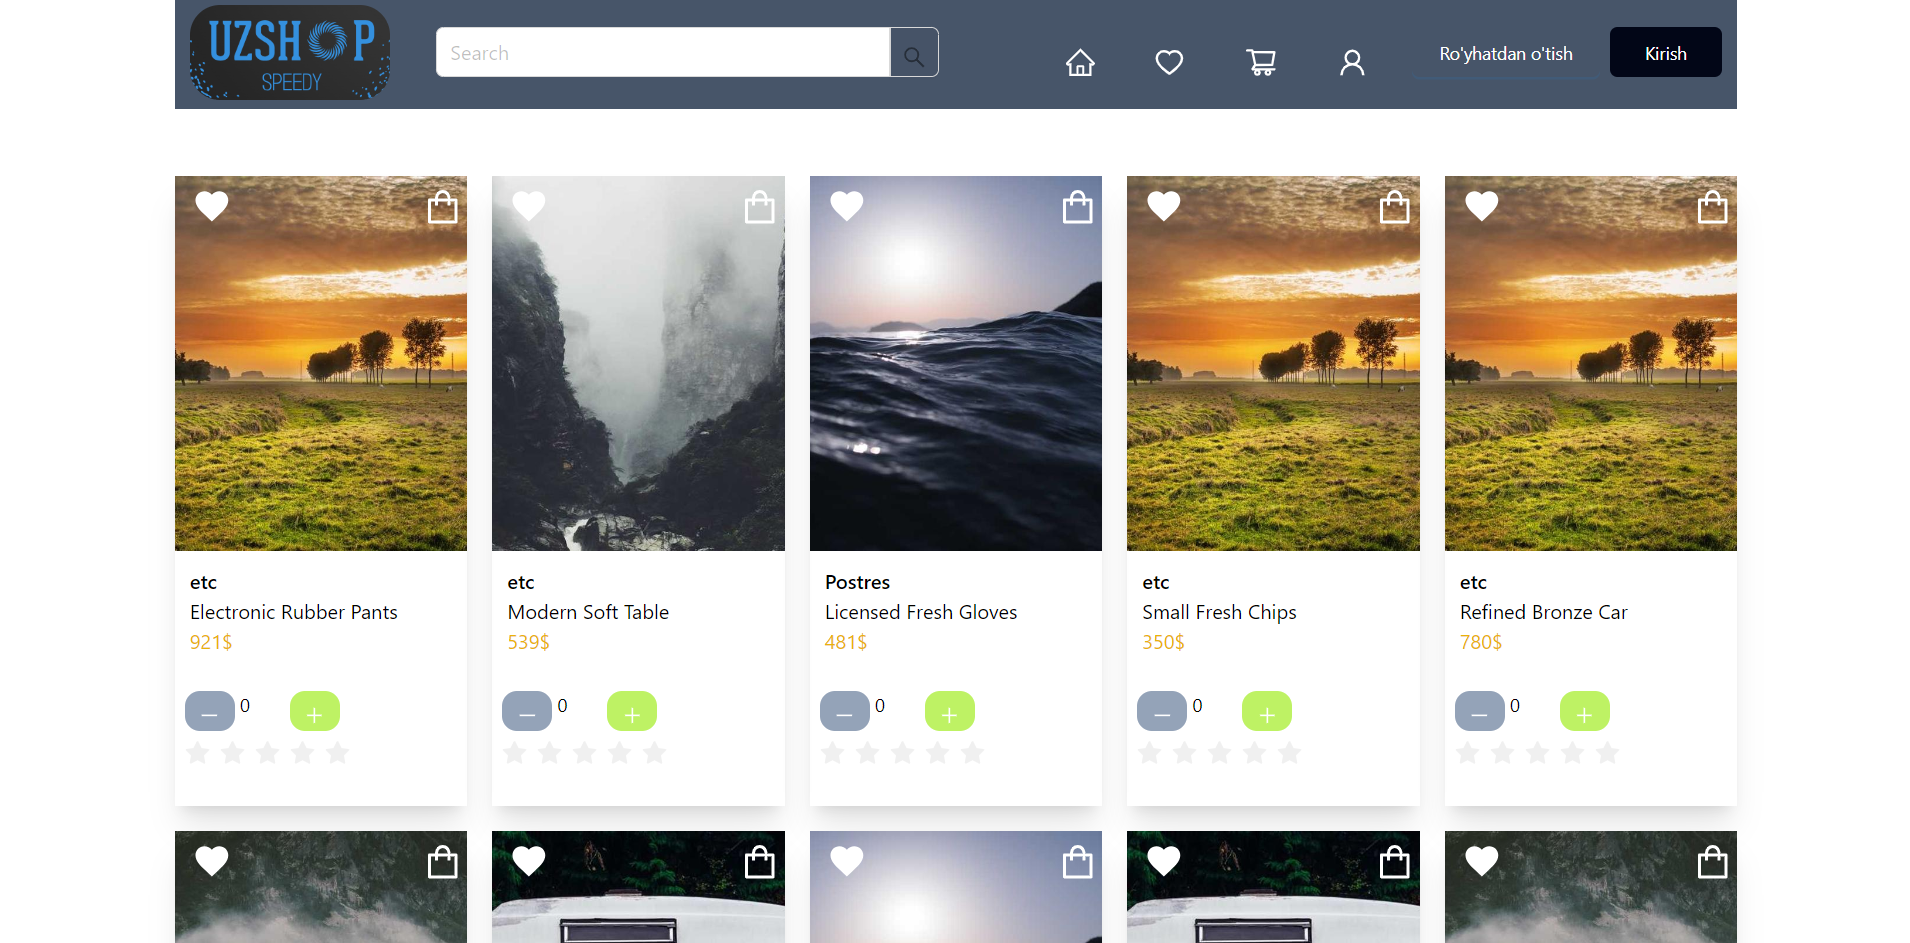 UZSHOP
SPEEDY
Search
Ro'yhatdan o'tish
Kirish
etc
Electronic Rubber Pants
921$
0
etc
Modern Soft Table
539$
0
Postres
Licensed Fresh Gloves
481$
0
etc
Small Fresh Chips
350$
0
etc
Refined Bronze Car
780$
0